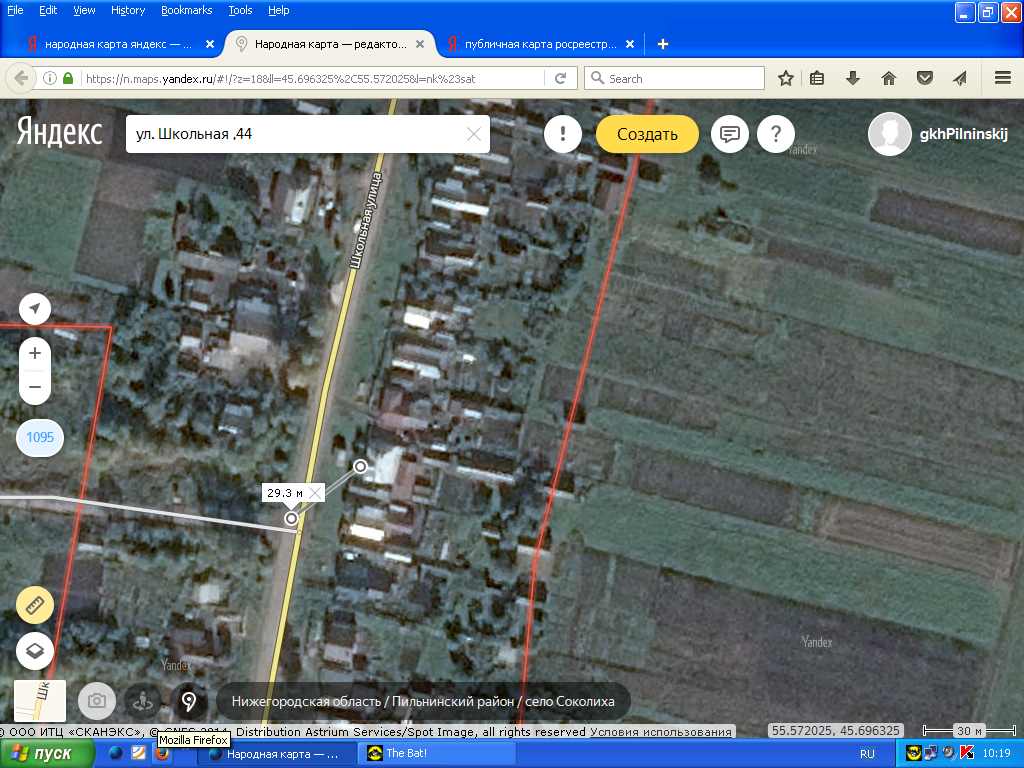 File Edit View History Bookmarks Tools Help
народная карта яндекс — ...
Народная карта — редакто...
публичная карта росреестр...
https://n.maps.yandex.ru/#!/?z=18&ll=45.696325%2C55.572025&l=nk%23sat
Search
Яндекс
ул. Школьная ,44
!
Создать
?
gkhPilninskij
Yandex
Школьная улица
+
−
1095
29.3 м
Yandex
Yandex
Шк
Нижегородская область / Пильнинский район / село Соколиха
55.572025, 45.696325
30 м
ООО ИТЦ «СКАНЭКС», © CNES 2014, Distribution Astrium Services/Spot Image, all rights reserved Условия использования
Mozilla Firefox
пуск
Народная карта — ...
The Bat!
RU
10:19